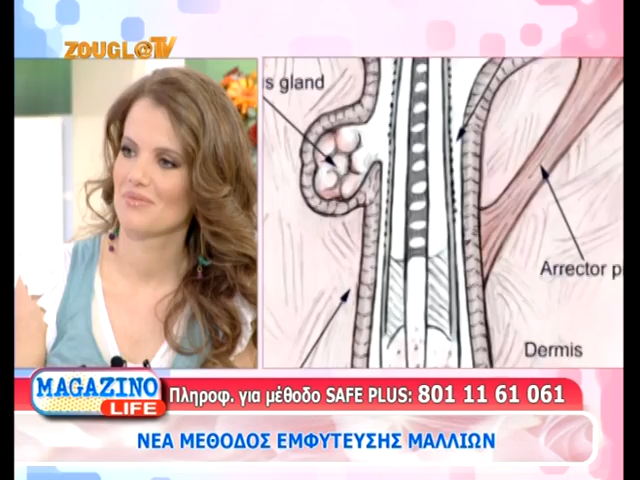 ZOUGL@TV
s gland
Arrector p
Dermis
MAGAZINO
LIFE
Πληροφ. για μέθοδο SAFE PLUS: 801 11 61 061
ΝΕΑ ΜΕΘΟΔΟΣ ΕΜΦΥΤΕΥΣΗΣ ΜΑΛΛΙΩΝ